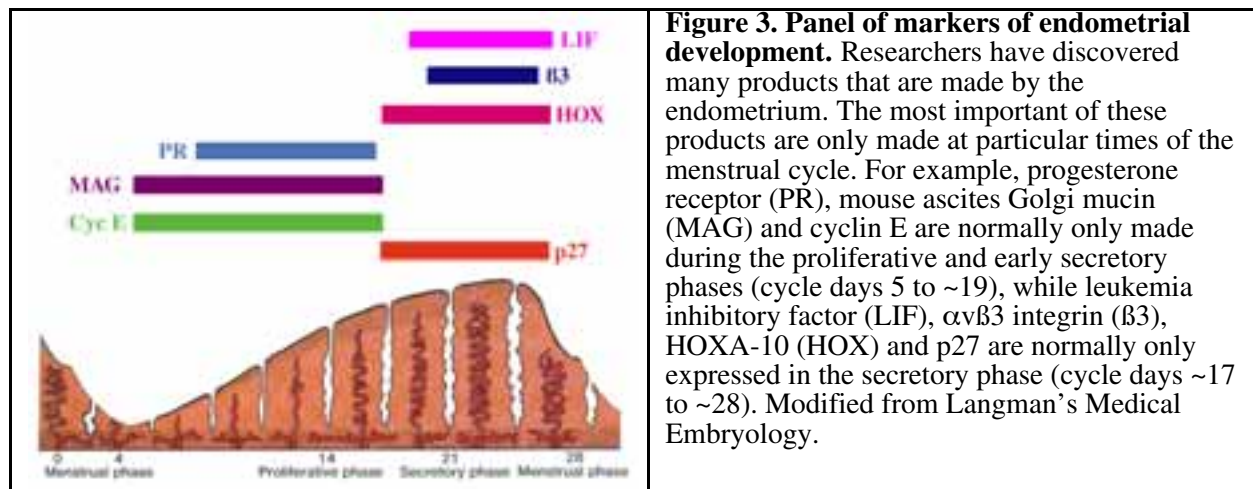 LIF
ß3
HOX
PR
MAG
Cyc E
p27
0 4 14 21 28
Menstrual phase Proliferative phase Secretory phase Menstrual phase
Figure 3. Panel of markers of endometrial
development. Researchers have discovered
many products that are made by the
endometrium. The most important of these
products are only made at particular times of the
menstrual cycle. For example, progesterone
receptor (PR), mouse ascites Golgi mucin
(MAG) and cyclin E are normally only made
during the proliferative and early secretory
phases (cycle days 5 to ~19), while leukemia
inhibitory factor (LIF), αvß3 integrin (ß3),
HOXA-10 (HOX) and p27 are normally only
expressed in the secretory phase (cycle days ~17
to ~28). Modified from Langman’s Medical
Embryology.